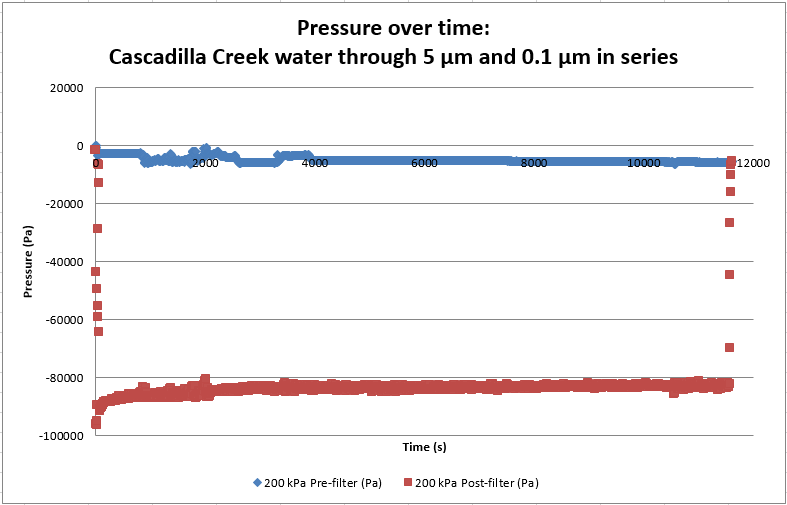 Pressure over time:
Cascadilla Creek water through 5 µm and 0.1 µm in series
20000
0
-20000
-40000
-60000
-80000
-100000
0 2000 4000 6000 8000 10000 12000
Pressure (Pa)
Time (s)
200 kPa Pre-filter (Pa) 200 kPa Post-filter (Pa)